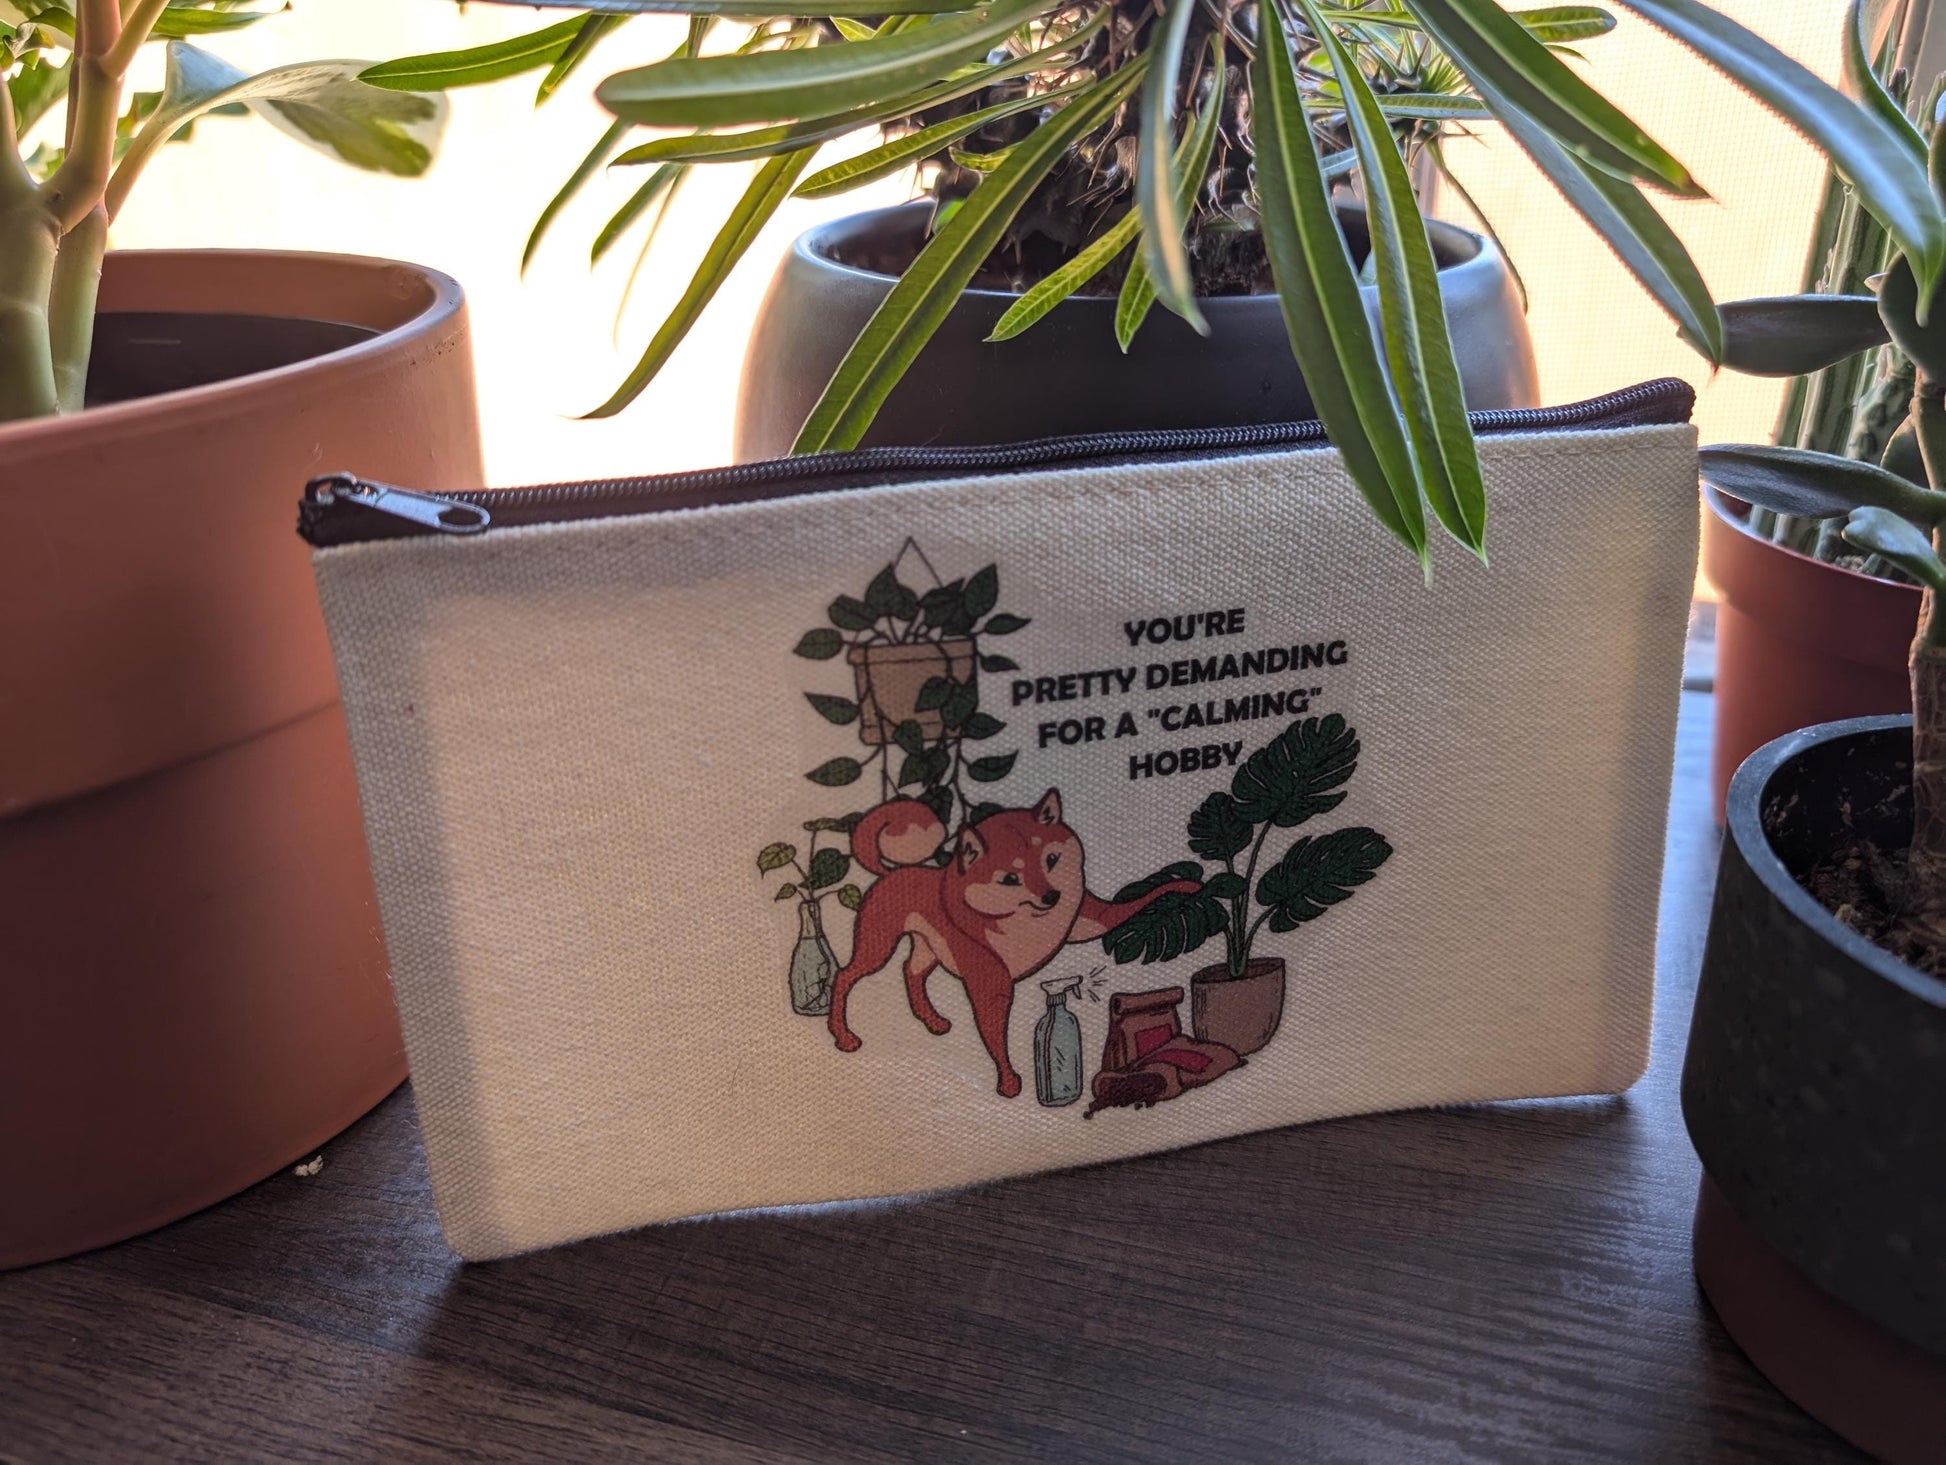 YOU'RE
PRETTY DEMANDING
FOR A "CALMING"
HOBBY